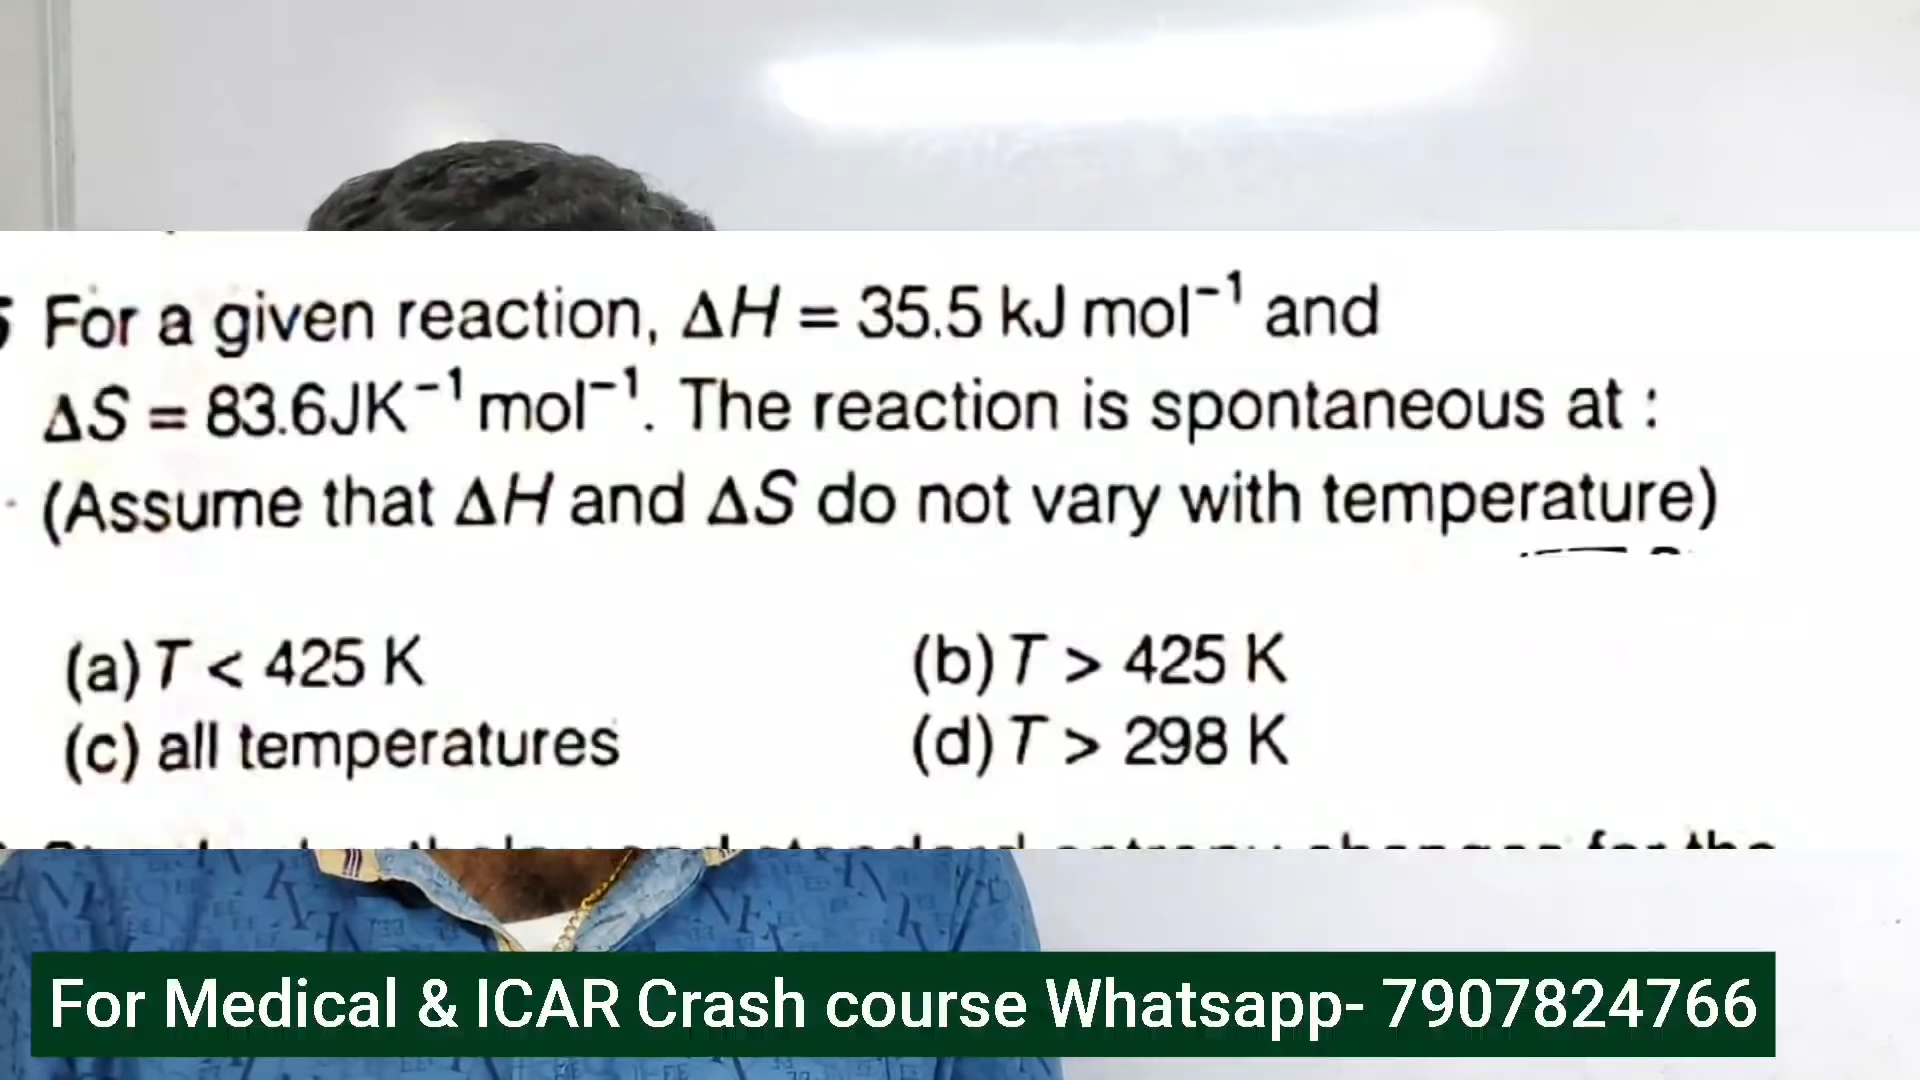 For a given reaction, ΔH = 35.5 kJ mol⁻¹ and
ΔS = 83.6JK⁻¹ mol⁻¹. The reaction is spontaneous at :
(Assume that ΔH and ΔS do not vary with temperature)
(a) T < 425 K (b) T > 425 K
(c) all temperatures (d) T > 298 K
For Medical & ICAR Crash course Whatsapp- 7907824766